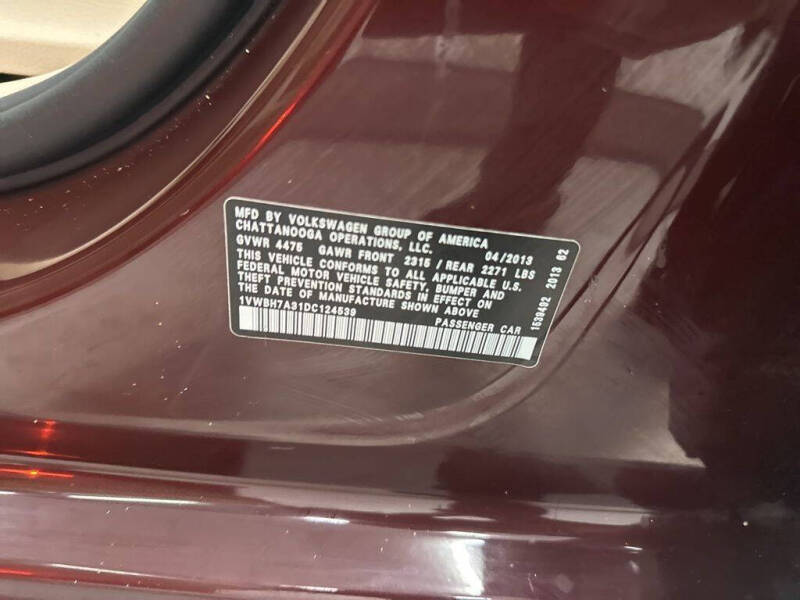 MFD BY VOLKSWAGEN GROUP OF AMERICA
CHATTANOOGA OPERATIONS, LLC. 04/2013
GVWR 4475 GAWR FRONT 2315 / REAR 2271 LBS
THIS VEHICLE CONFORMS TO ALL APPLICABLE U.S.
FEDERAL MOTOR VEHICLE SAFETY, BUMPER AND
THEFT PREVENTION STANDARDS IN EFFECT ON
THE DATE OF MANUFACTURE SHOWN ABOVE
1VWBH7A31DC124539 PASSENGER CAR
1539492 2013 02